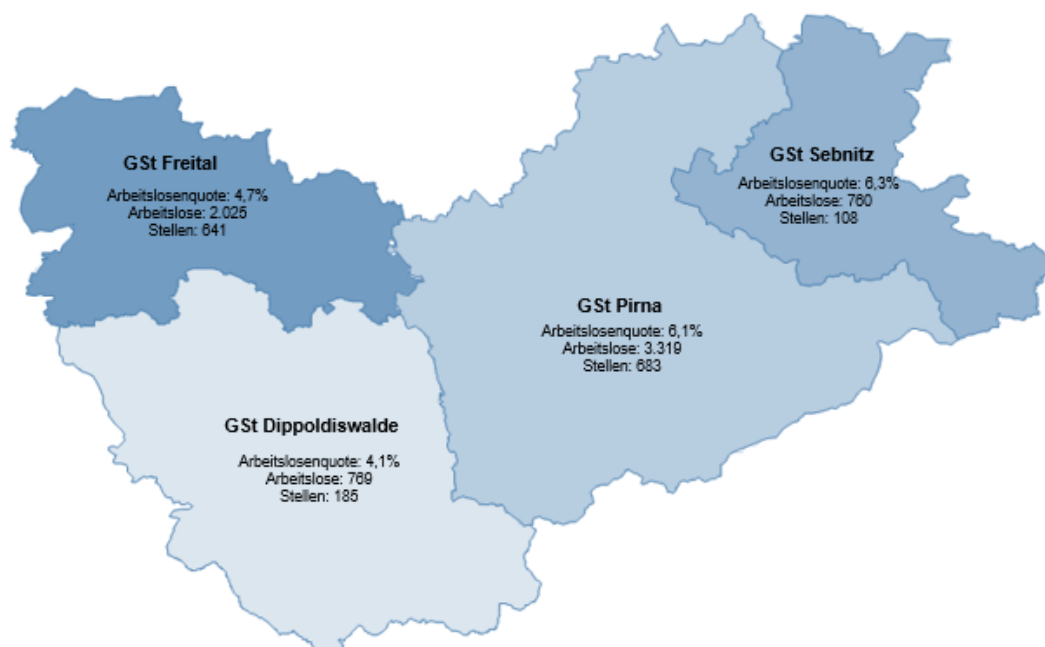 GSt Freital
Arbeitslosenquote: 4,7%
Arbeitslose: 2.025
Stellen: 641
GSt Sebnitz
Arbeitslosenquote: 6,3%
Arbeitslose: 760
Stellen: 108
GSt Pirna
Arbeitslosenquote: 6,1%
Arbeitslose: 3.319
Stellen: 683
GSt Dippoldiswalde
Arbeitslosenquote: 4,1%
Arbeitslose: 769
Stellen: 185